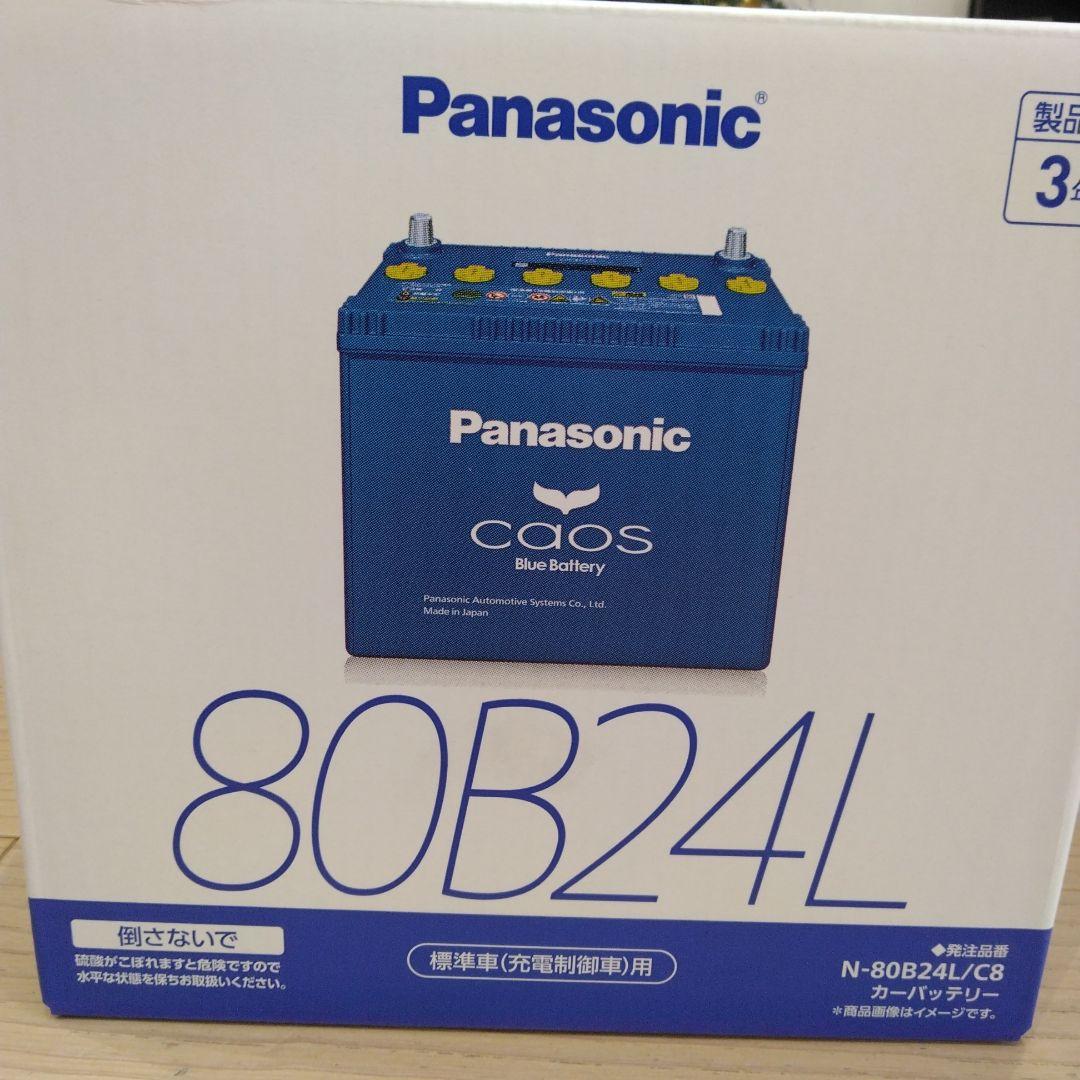 Panasonic®
製品
3年
Panasonic
Panasonic
caos
Blue Battery
Panasonic Automotive Systems Co., Ltd.
Made in Japan
80B24L
倒さないで
硫酸がこぼれますと危険ですので
水平な状態を保ちお取扱いください。
標準車(充電制御車)用
◆発注品番
N-80B24L/C8
カーバッテリー
*商品画像はイメージです。